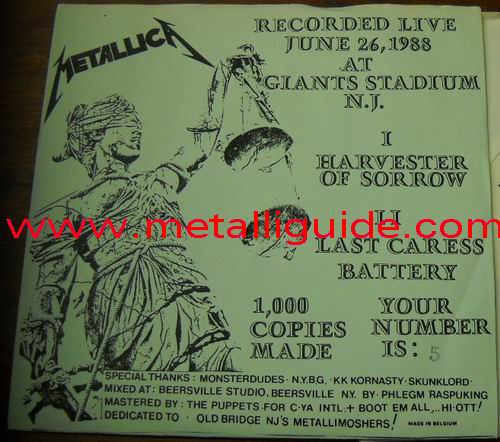 METALLICA
RECORDED LIVE
JUNE 26, 1988
AT
GIANTS STADIUM
N.J.
I
HARVESTER
OF SORROW
www.metalliguide.com
II
LAST CARESS
BATTERY
1,000
COPIES
MADE
YOUR
NUMBER
IS: 5
SPECIAL THANKS: MONSTERDUDES· N.Y.B.G. ·KK KORNASTY·SKUNKLORD·
MIXED AT: BEERSVILLE STUDIO, BEERSVILLE N.Y. BY·PHLEGM RASPUKING
MASTERED BY: THE PUPPETS FOR C·YA INTL.+ BOOT EM ALL,..HI·OTT!
DEDICATED TO · OLD BRIDGE NJ'S METALLIMOSHERS! MADE IN BELGIUM